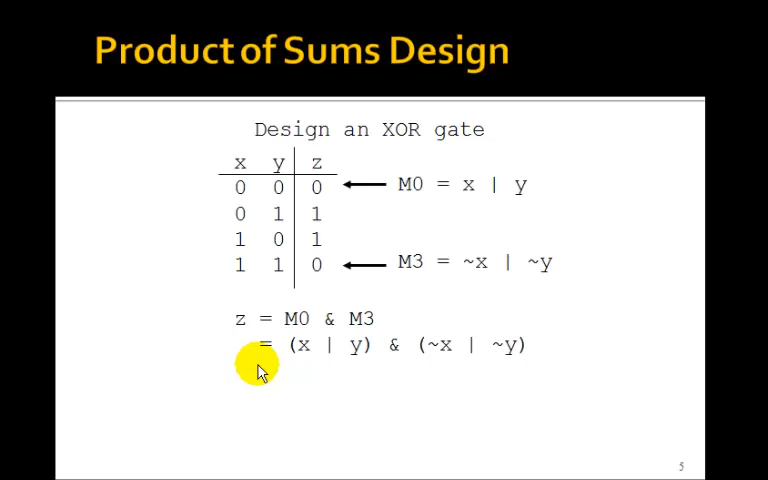 Product of Sums Design
Design an XOR gate
x y z
0 0 0 M0 = x | y
0 1 1
1 0 1
1 1 0 M3 = ~x | ~y
z = M0 & M3
= (x | y) & (~x | ~y)
5